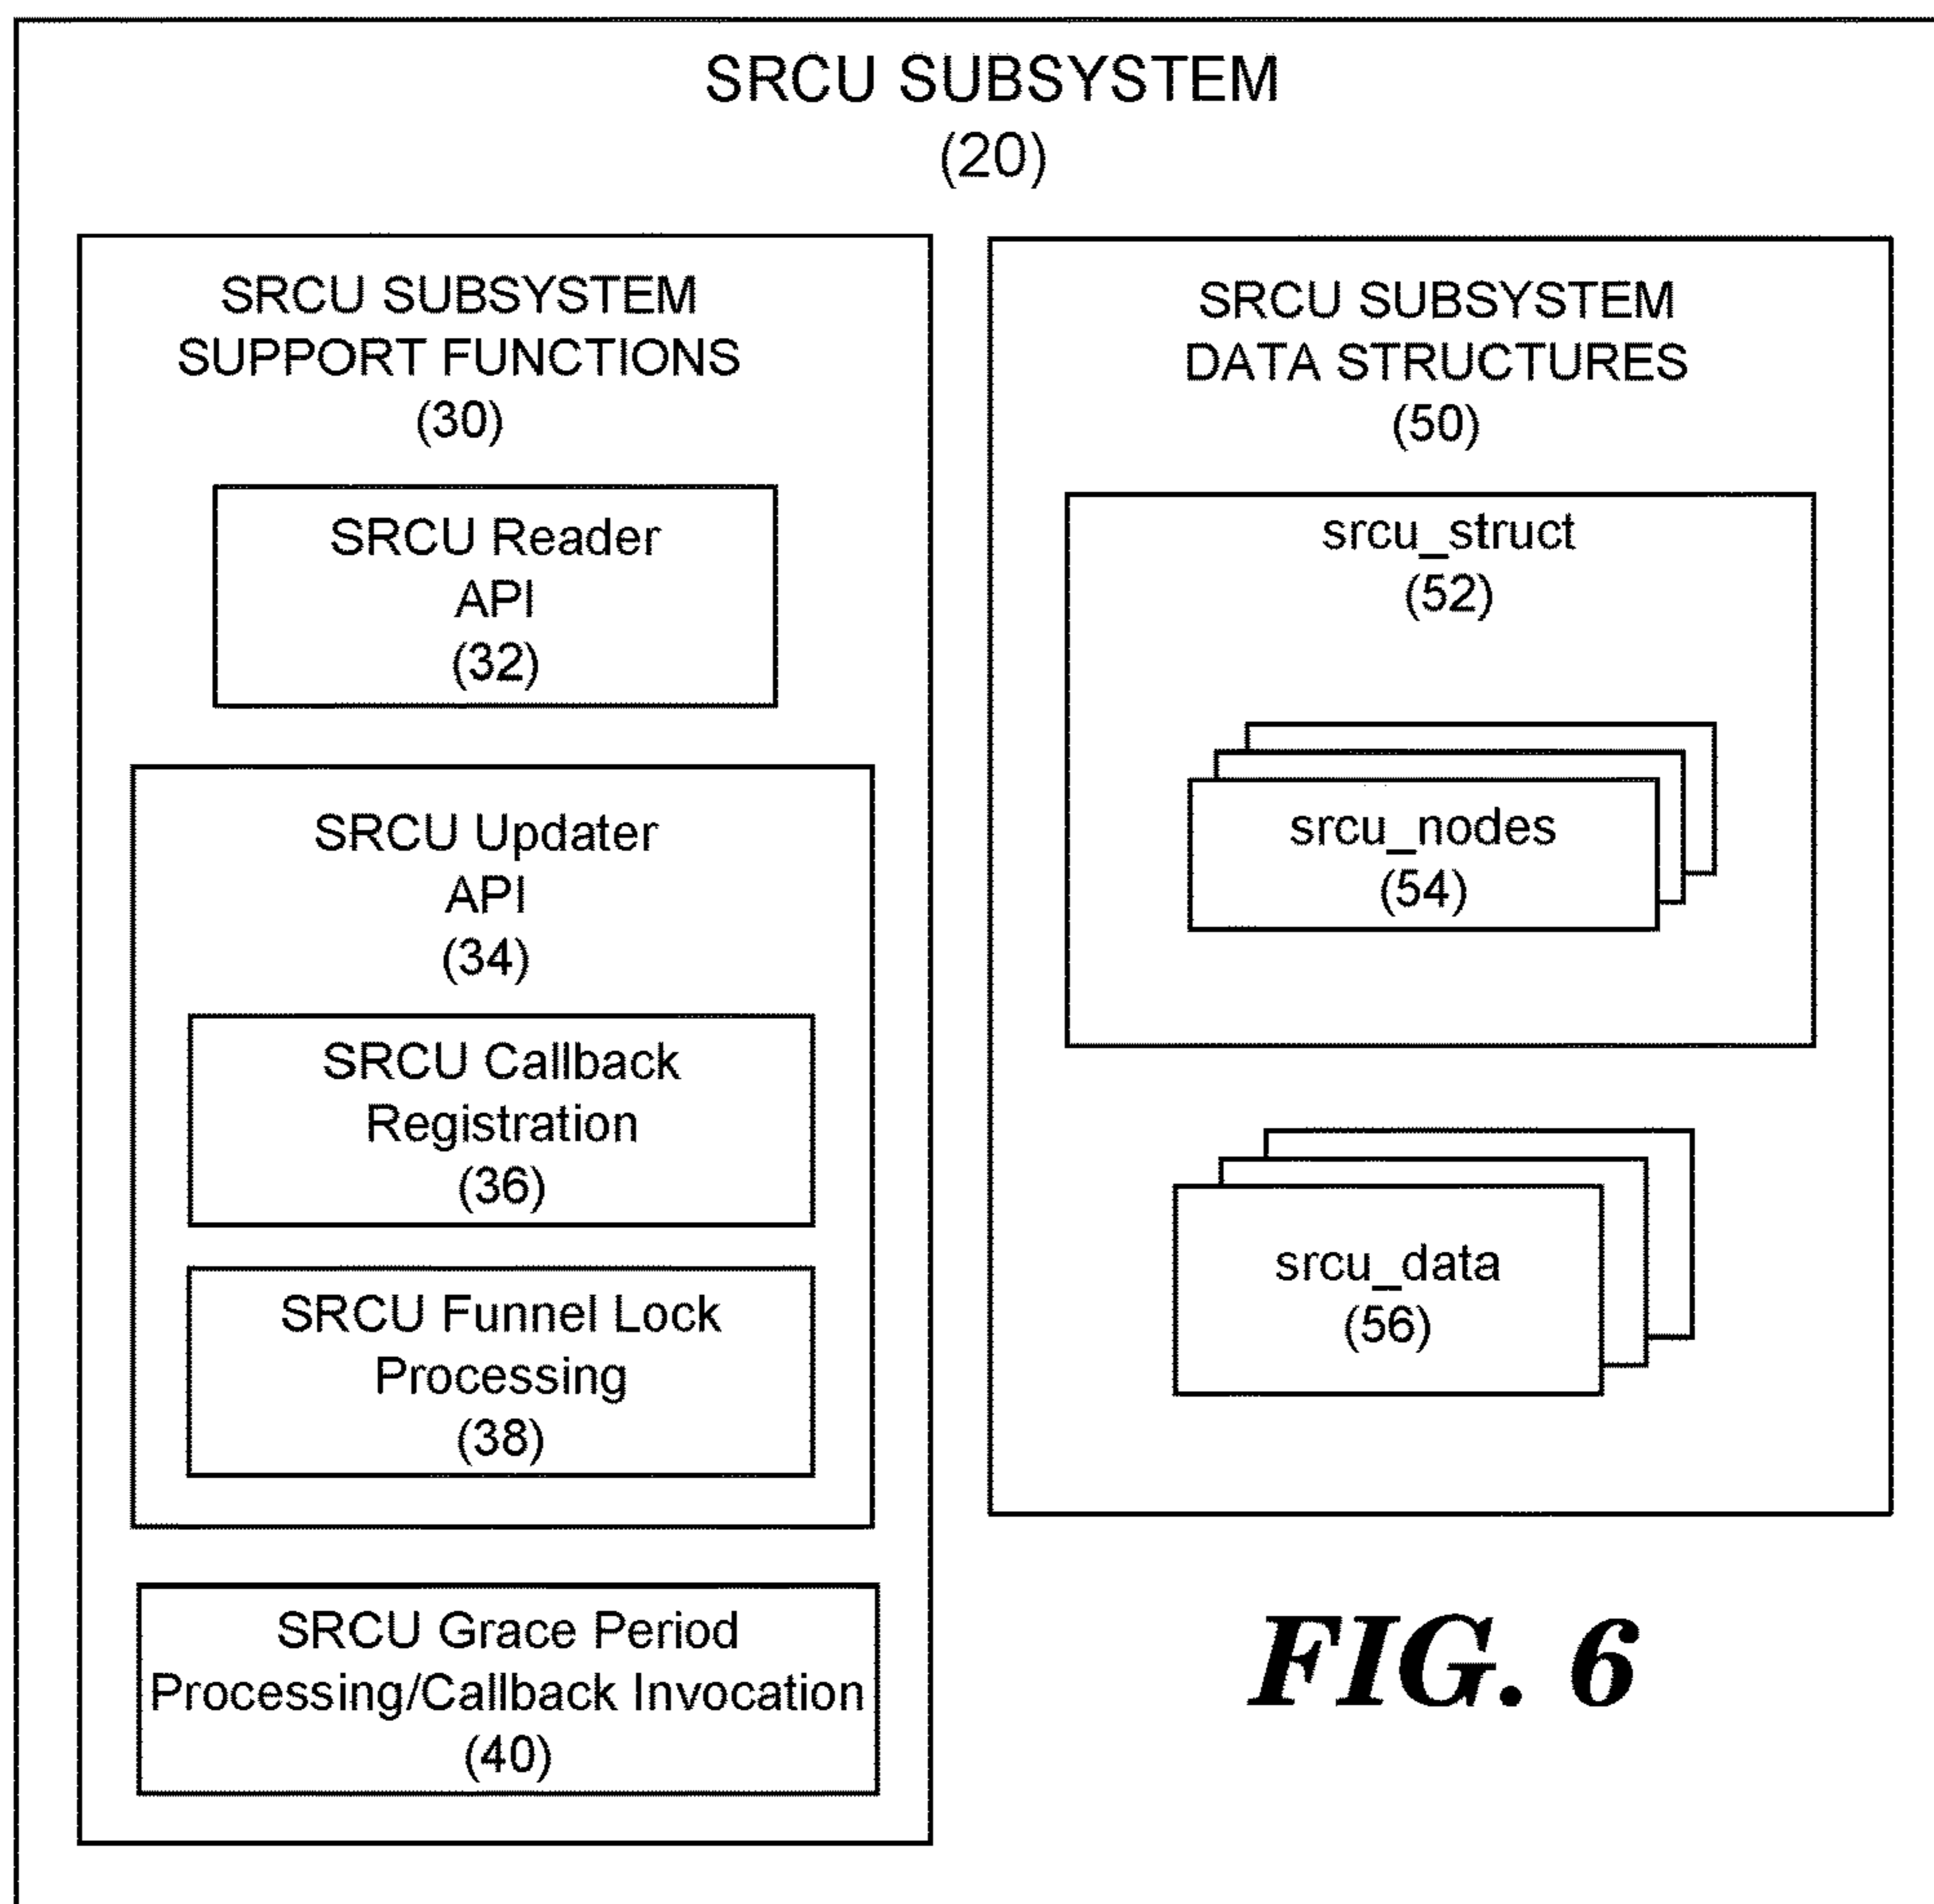 SRCU SUBSYSTEM
(20)
SRCU SUBSYSTEM
SUPPORT FUNCTIONS
(30)
SRCU Reader
API
(32)
SRCU Updater
API
(34)
SRCU Callback
Registration
(36)
SRCU Funnel Lock
Processing
(38)
SRCU Grace Period
Processing/Callback Invocation
(40)
SRCU SUBSYSTEM
DATA STRUCTURES
(50)
srcu_struct
(52)
srcu_nodes
(54)
srcu_data
(56)
FIG. 6